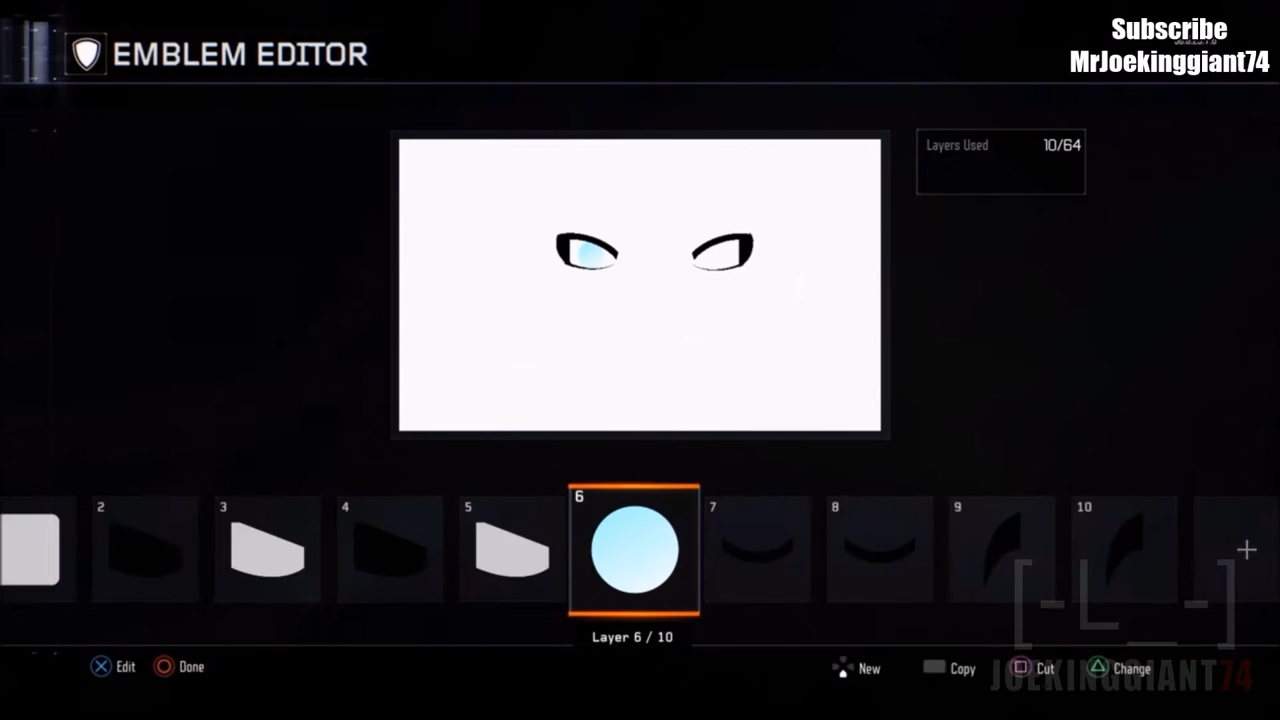 Subscribe
MrJoekinggiant74
EMBLEM EDITOR
Layers Used 10/64
2 3 4 5 6 7 8 9 10
Layer 6 / 10
Edit Done New Copy Cut Change
[-L_-]
JOEKINGGIANT74